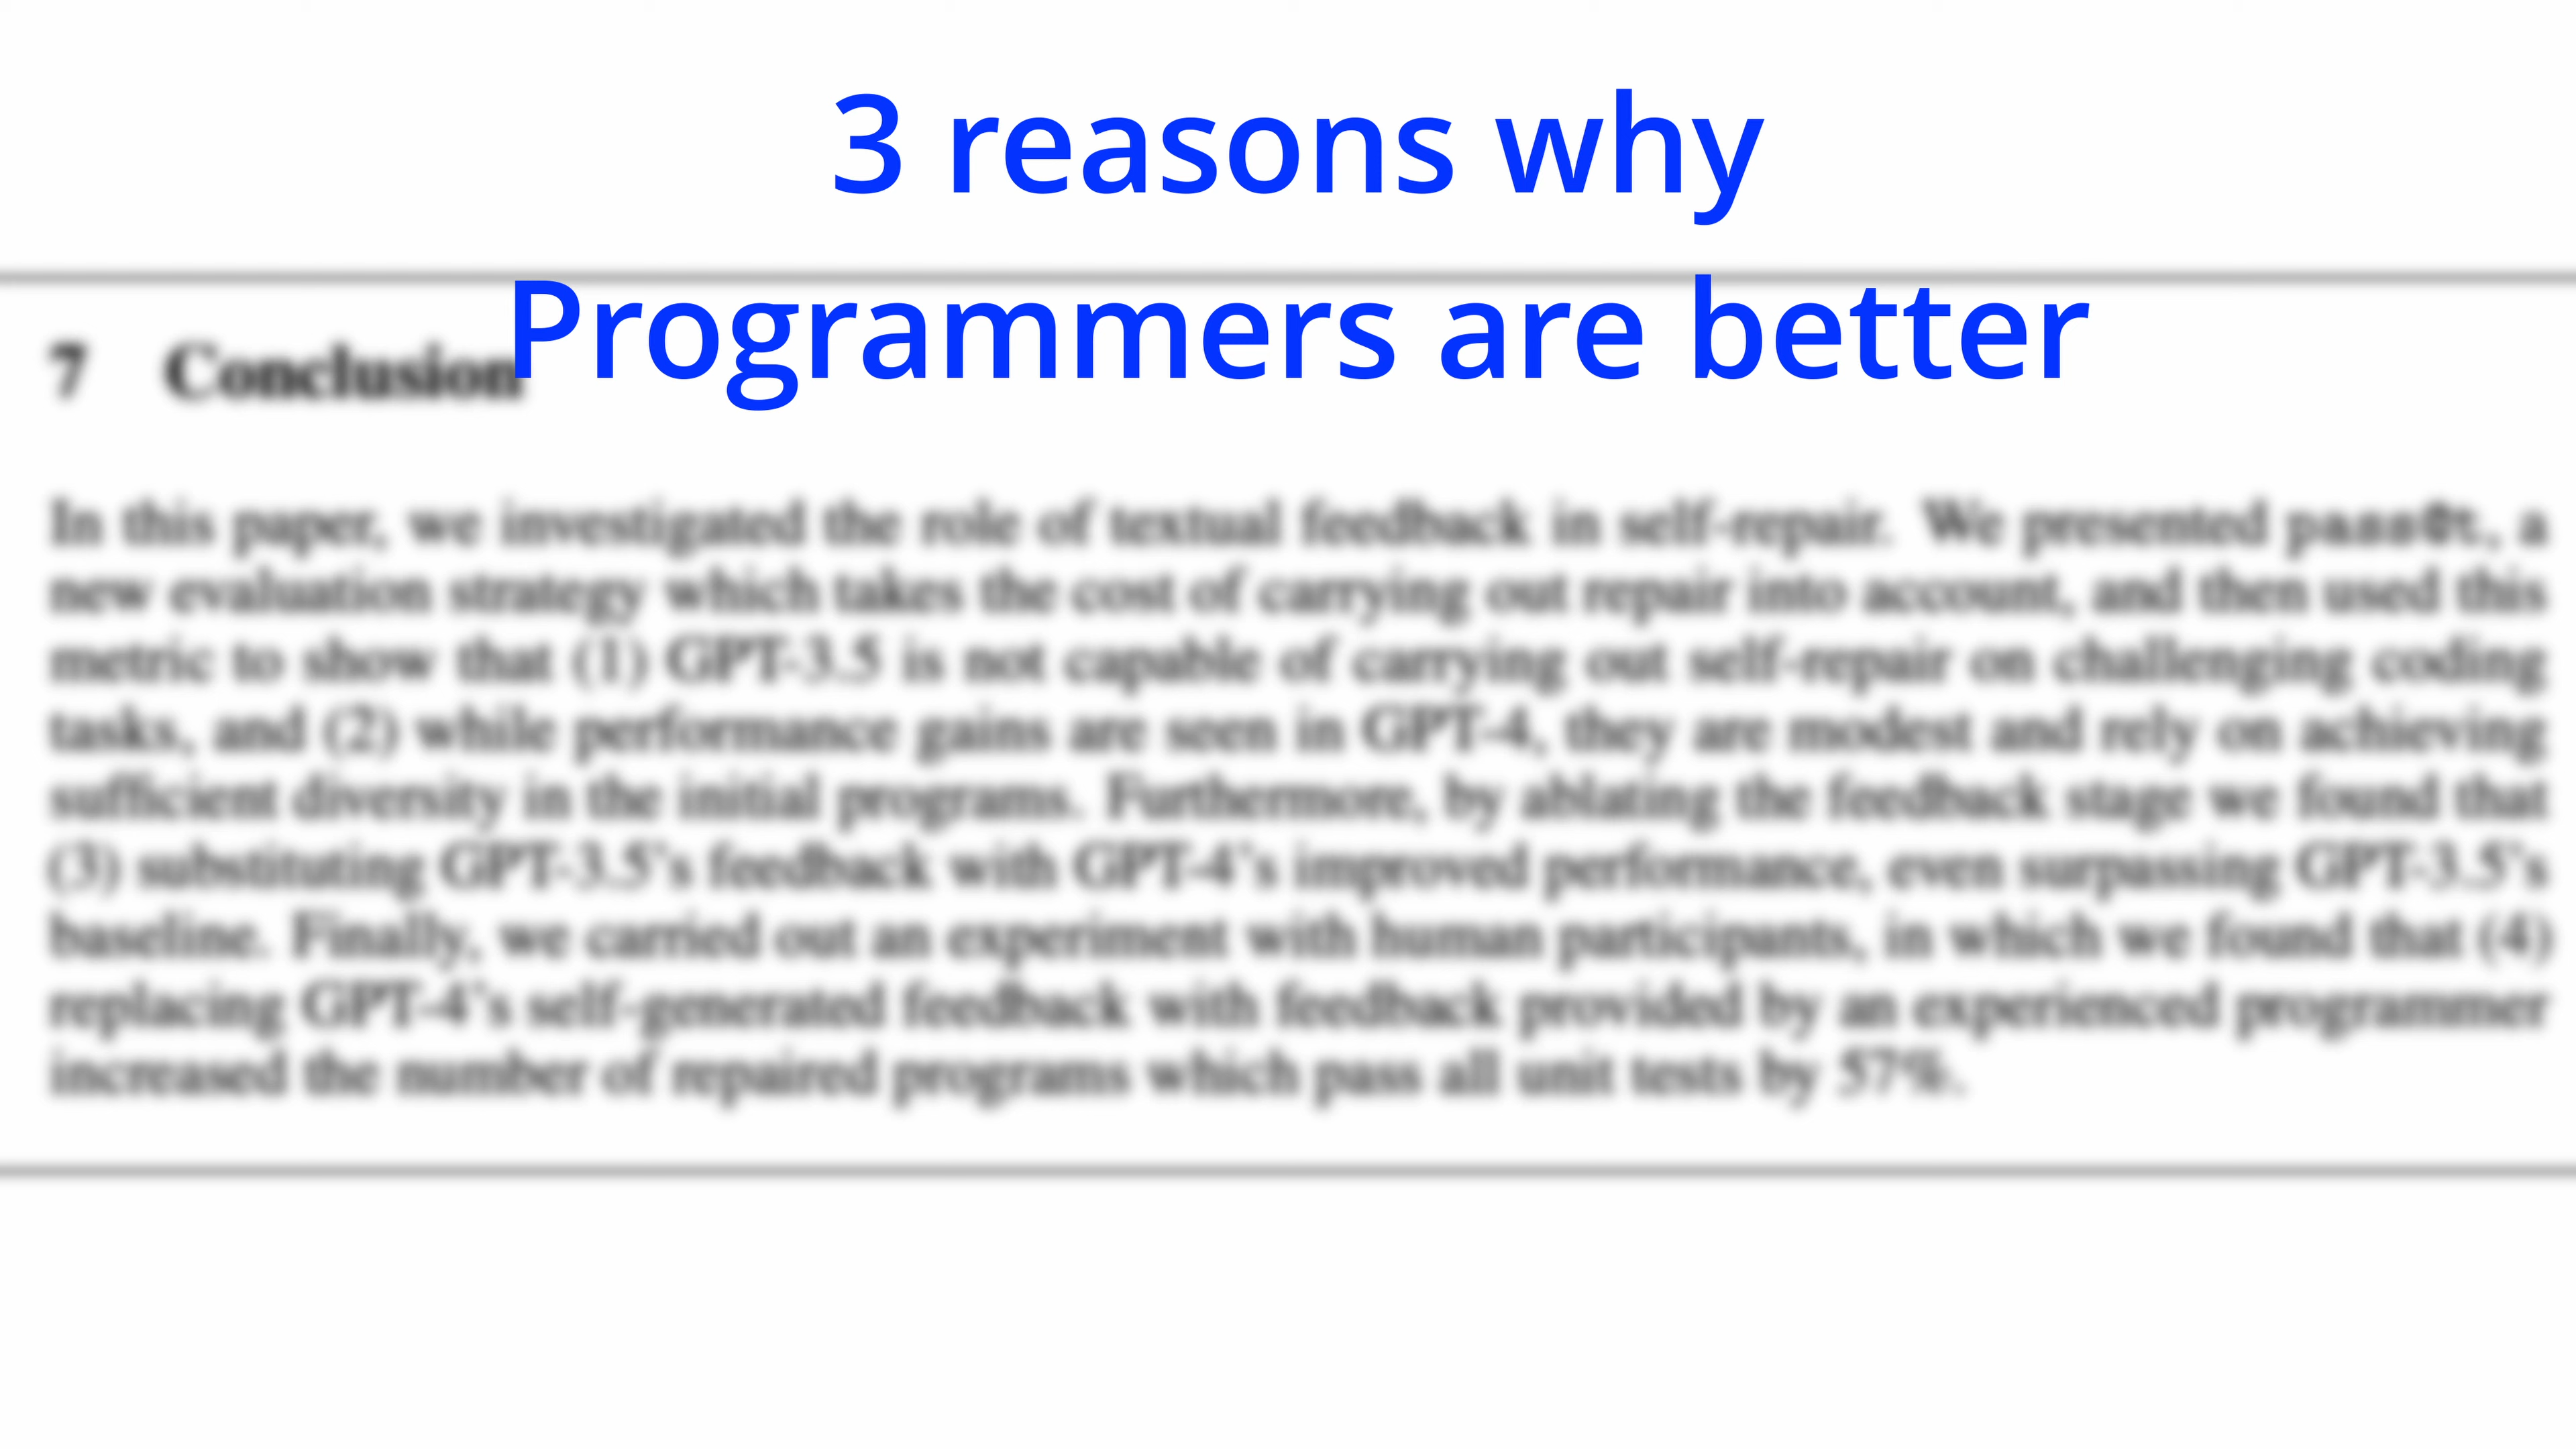 3 reasons why
Programmers are better
7 Conclusion
In this paper, we investigated the role of textual feedback in self-repair. We presented pass@t, a
new evaluation strategy which takes the cost of carrying out repair into account, and then used this
metric to show that (1) GPT-3.5 is not capable of carrying out self-repair on challenging coding
tasks, and (2) while performance gains are seen in GPT-4, they are modest and rely on achieving
sufficient diversity in the initial programs. Furthermore, by ablating the feedback stage we found that
(3) substituting GPT-3.5's feedback with GPT-4's improved performance, even surpassing GPT-3.5's
baseline. Finally, we carried out an experiment with human participants, in which we found that (4)
replacing GPT-4's self-generated feedback with feedback provided by an experienced programmer
increased the number of repaired programs which pass all unit tests by 57%.